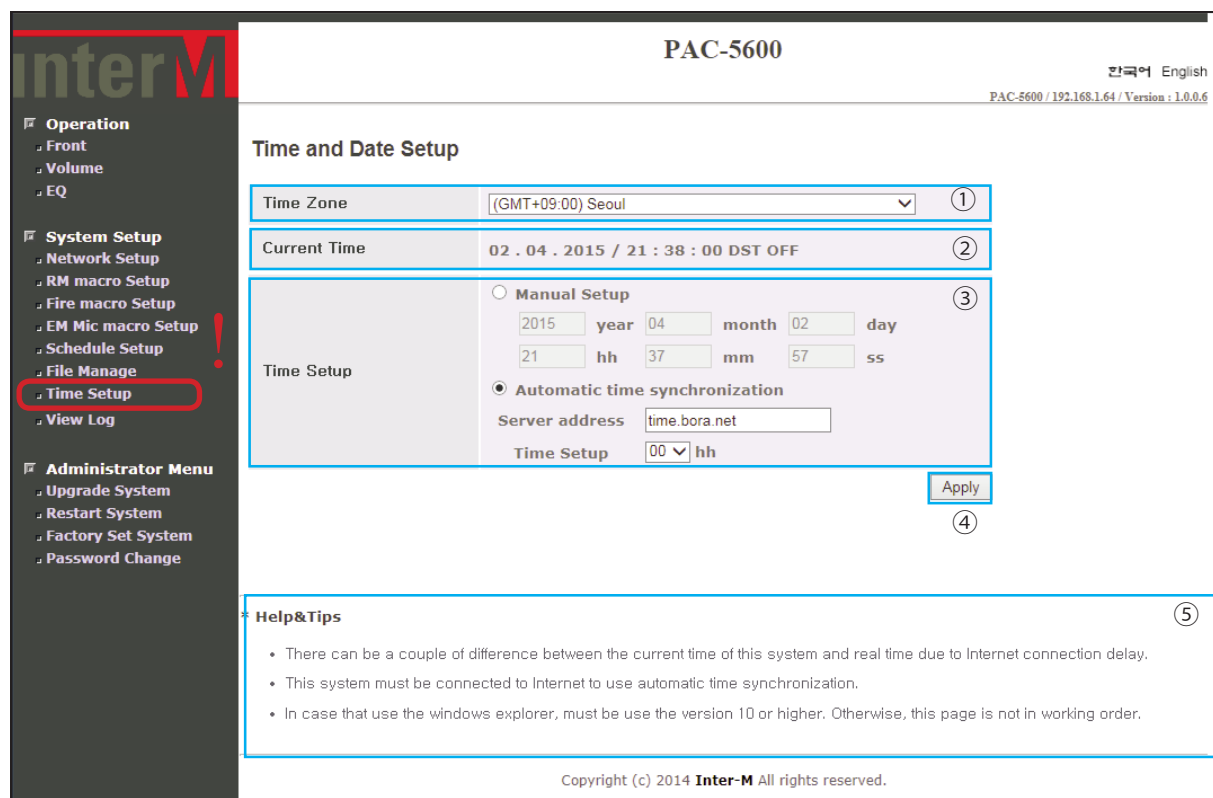 interM
PAC-5600
한국어 English
PAC-5600 / 192.168.1.64 / Version : 1.0.0.6
Operation
Front
Volume
EQ
System Setup
Network Setup
RM macro Setup
Fire macro Setup
EM Mic macro Setup
Schedule Setup
File Manage
Time Setup
View Log
!
Administrator Menu
Upgrade System
Restart System
Factory Set System
Password Change
Time and Date Setup
Time Zone (GMT+09:00) Seoul ①
Current Time 02 . 04 . 2015 / 21 : 38 : 00 DST OFF ②
Time Setup
Manual Setup ③
2015 year 04 month 02 day
21 hh 37 mm 57 ss
Automatic time synchronization
Server address time.bora.net
Time Setup 00 hh
Apply
④
* Help&Tips ⑤
• There can be a couple of difference between the current time of this system and real time due to Internet connection delay.
• This system must be connected to Internet to use automatic time synchronization.
• In case that use the windows explorer, must be use the version 10 or higher. Otherwise, this page is not in working order.
Copyright (c) 2014 Inter-M All rights reserved.